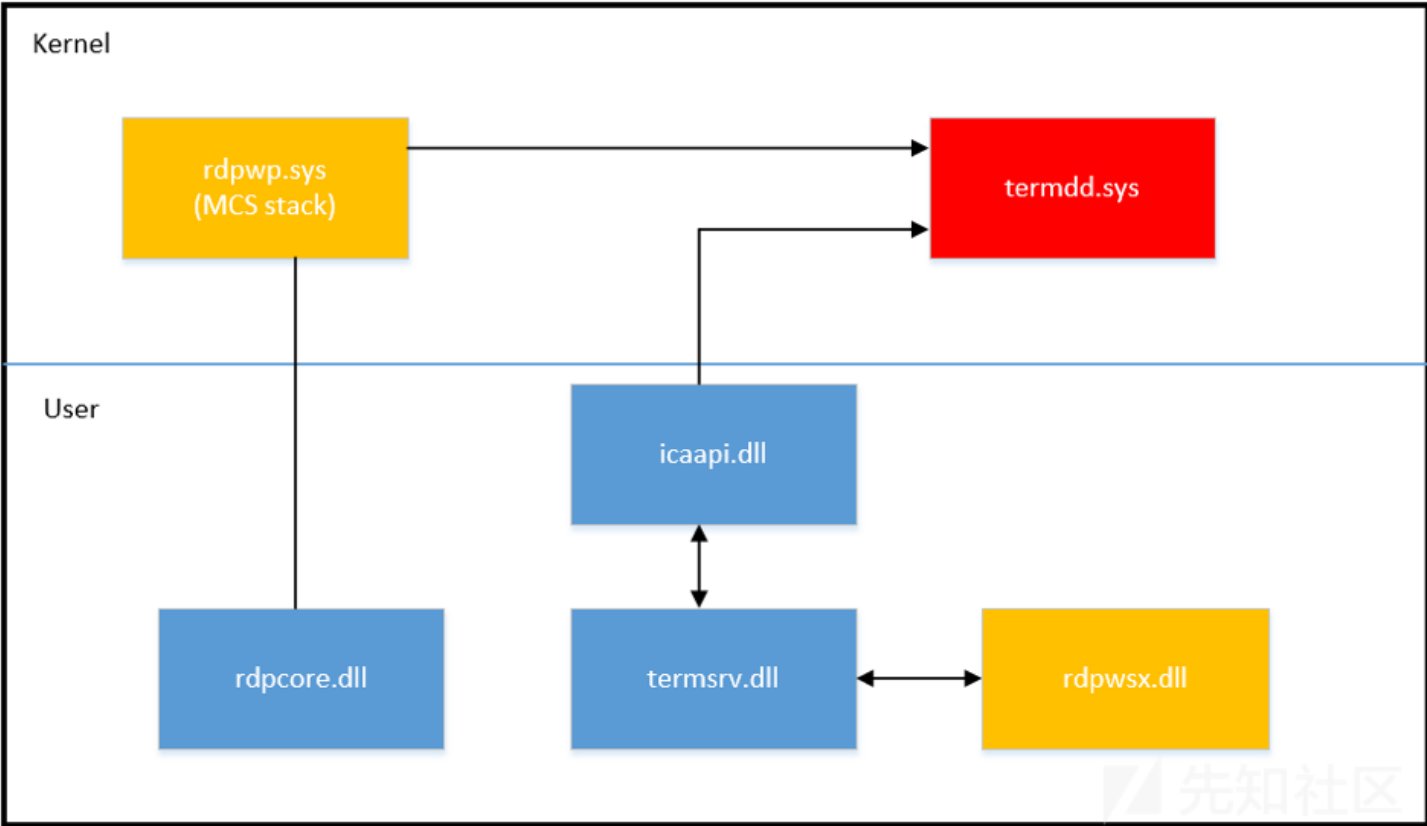 Kernel
rdpwp.sys
(MCS stack)
termdd.sys
User
icaapi.dll
rdpcore.dll
termsrv.dll
rdpwsx.dll
先知社区